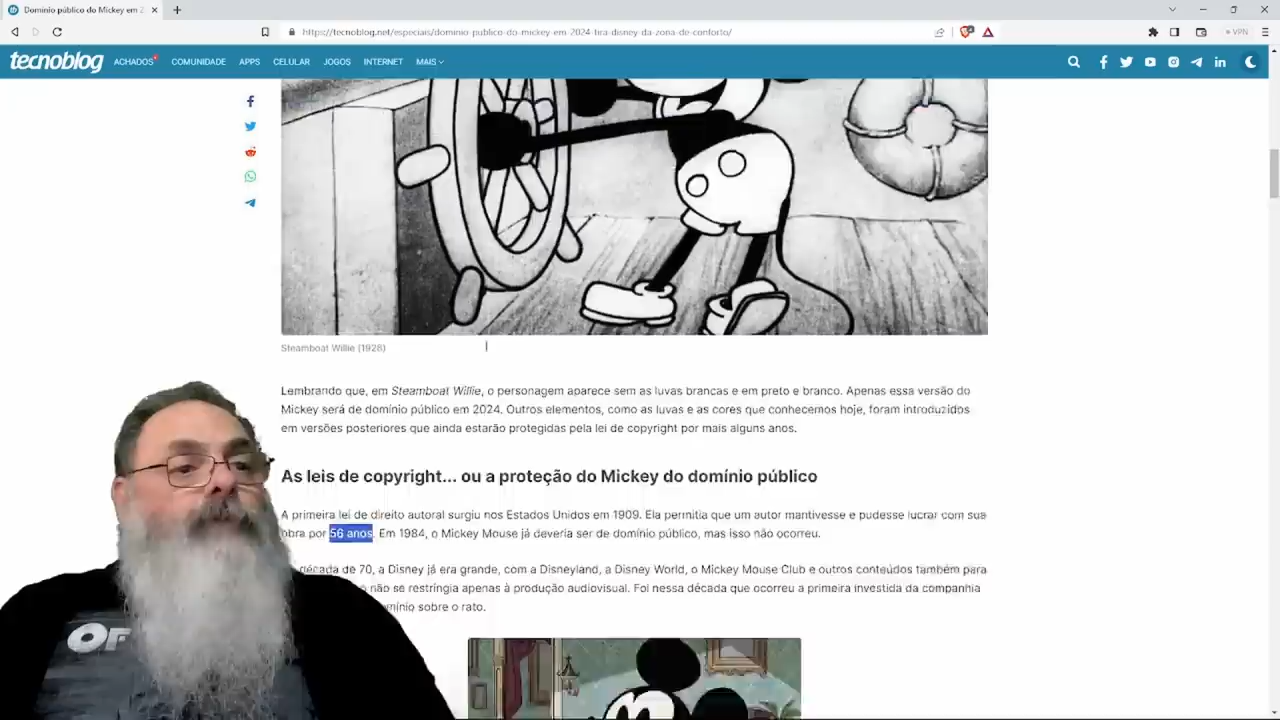 Domínio público do Mickey em 2
https://tecnoblog.net/especiais/dominio-publico-do-mickey-em-2024-tira-disney-da-zona-de-conforto/
VPN
tecnoblog
ACHADOS
COMUNIDADE
APPS
CELULAR
JOGOS
INTERNET
MAIS
Steamboat Willie (1928)
Lembrando que, em Steamboat Willie, o personagem aparece sem as luvas brancas e em preto e branco. Apenas essa versão do
Mickey será de domínio público em 2024. Outros elementos, como as luvas e as cores que conhecemos hoje, foram introduzidos
em versões posteriores que ainda estarão protegidas pela lei de copyright por mais alguns anos.
As leis de copyright... ou a proteção do Mickey do domínio público
A primeira lei de direito autoral surgiu nos Estados Unidos em 1909. Ela permitia que um autor mantivesse e pudesse lucrar com sua
obra por 56 anos. Em 1984, o Mickey Mouse já deveria ser de domínio público, mas isso não ocorreu.
década de 70, a Disney já era grande, com a Disneyland, a Disney World, o Mickey Mouse Club e outros conteúdos também para
não se restringia apenas à produção audiovisual. Foi nessa década que ocorreu a primeira investida da companhia
domínio sobre o rato.
OF